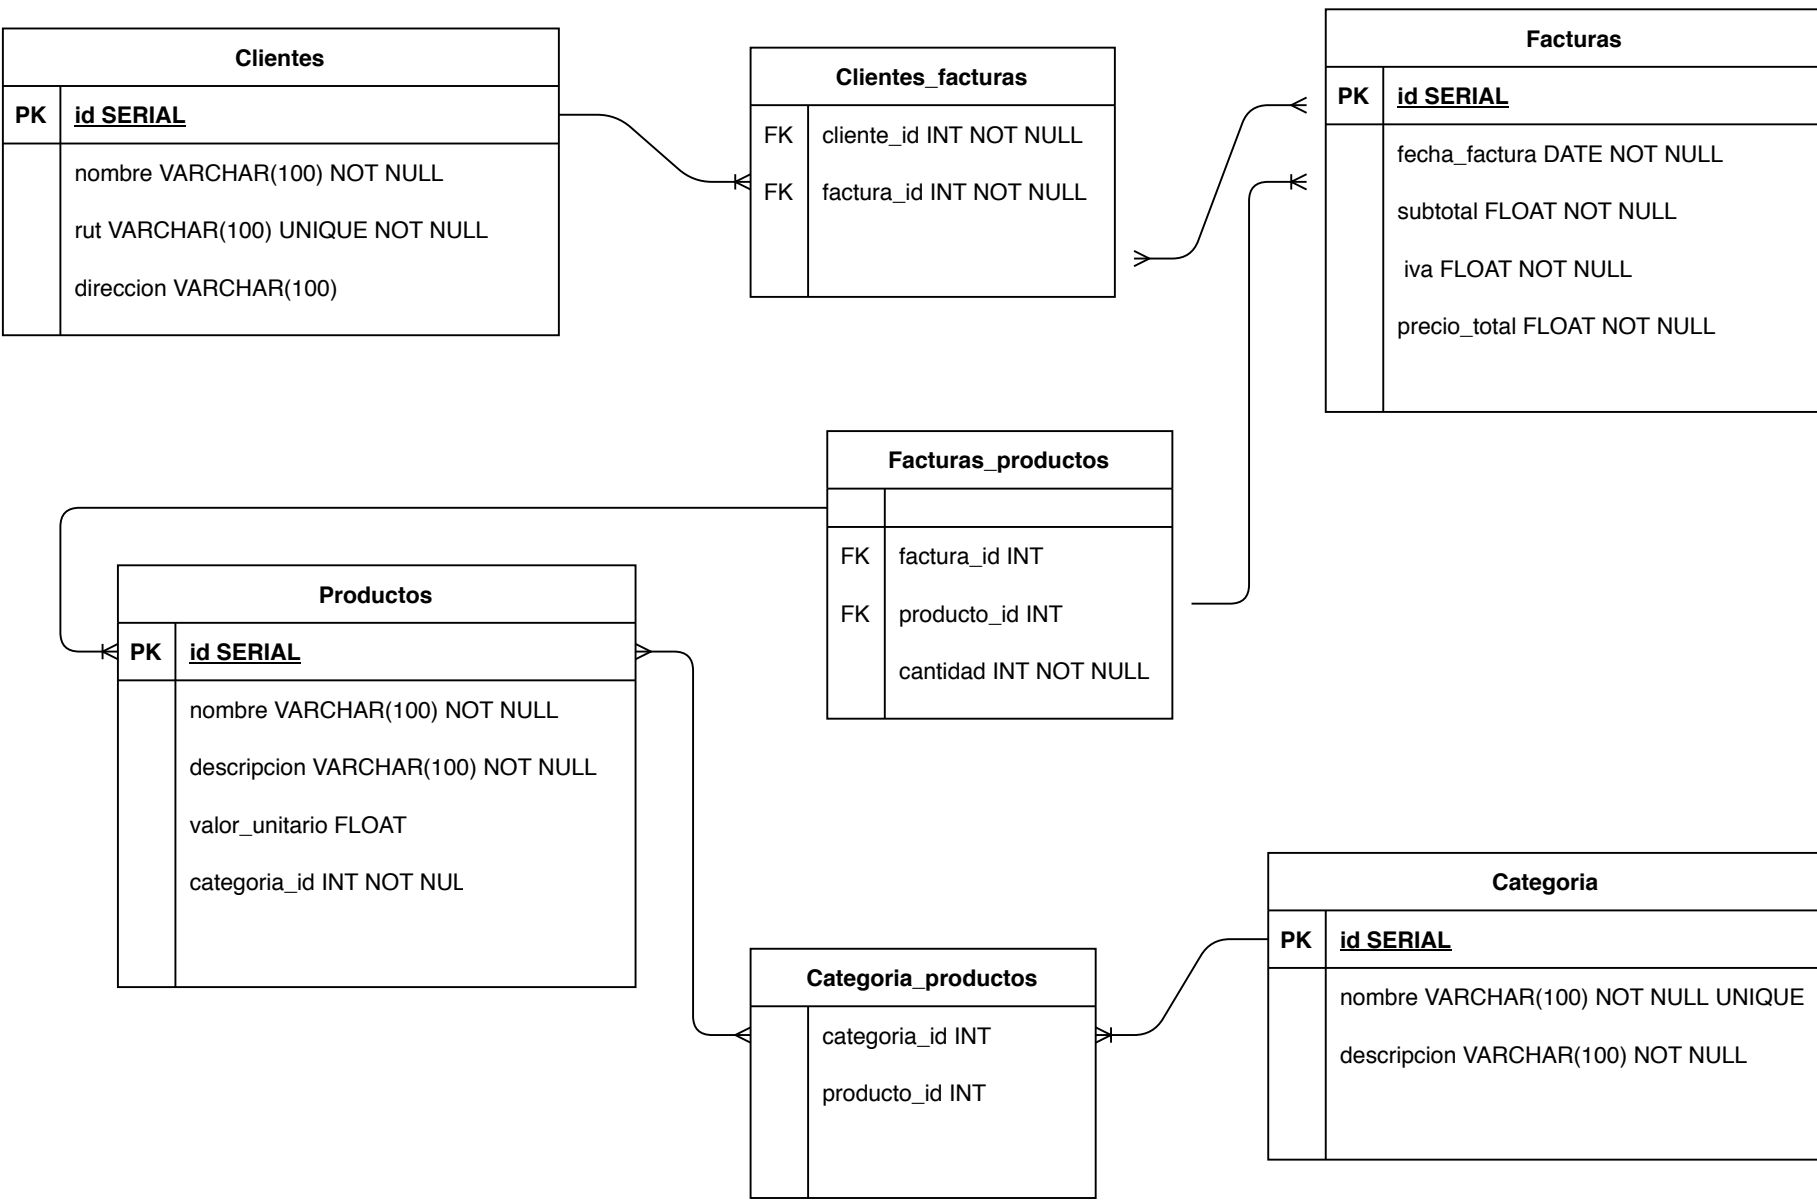 Clientes
PK id SERIAL
nombre VARCHAR(100) NOT NULL
rut VARCHAR(100) UNIQUE NOT NULL
direccion VARCHAR(100)
Clientes_facturas
FK cliente_id INT NOT NULL
FK factura_id INT NOT NULL
Facturas
PK id SERIAL
fecha_factura DATE NOT NULL
subtotal FLOAT NOT NULL
iva FLOAT NOT NULL
precio_total FLOAT NOT NULL
Facturas_productos
FK factura_id INT
FK producto_id INT
cantidad INT NOT NULL
Productos
PK id SERIAL
nombre VARCHAR(100) NOT NULL
descripcion VARCHAR(100) NOT NULL
valor_unitario FLOAT
categoria_id INT NOT NUL
Categoria_productos
categoria_id INT
producto_id INT
Categoria
PK id SERIAL
nombre VARCHAR(100) NOT NULL UNIQUE
descripcion VARCHAR(100) NOT NULL